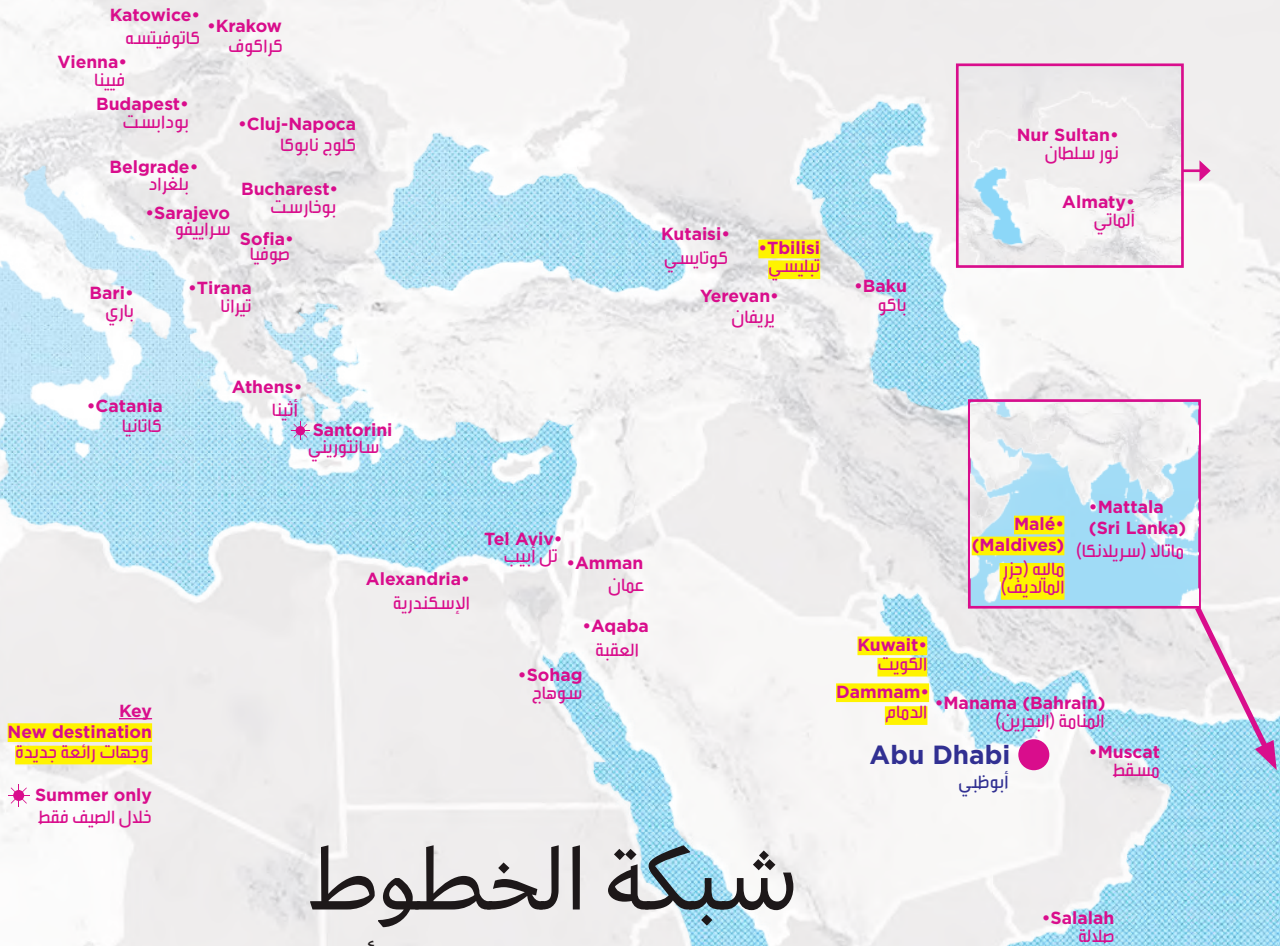 Katowice•
كاتوفيتسه
•Krakow
كراكوف
Vienna•
فيينا
Budapest•
بودابست
•Cluj-Napoca
كلوج نابوكا
Belgrade•
بلغراد
Bucharest•
بوخارست
•Sarajevo
سراييفو
Sofia•
صوفيا
Bari•
باري
•Tirana
تيرانا
Athens•
أثينا
•Catania
كاتانيا
Santorini
سانتوريني
Kutaisi•
كوتايسي
•Tbilisi
تبليسي
Yerevan•
يريفان
•Baku
باكو
Nur Sultan•
نور سلطان
Almaty•
ألماتي
•Mattala
(Sri Lanka)
ماتالا (سريلانكا)
Malé•
(Maldives)
ماليه (جزر
المالديف)
Tel Aviv•
تل أبيب
•Amman
عمان
Alexandria•
الإسكندرية
•Aqaba
العقبة
•Sohag
سوهاج
Kuwait•
الكويت
Dammam•
الدمام
•Manama (Bahrain)
المنامة (البحرين)
Abu Dhabi
أبوظبي
•Muscat
مسقط
•Salalah
صلالة
Key
New destination
وجهات رائعة جديدة
Summer only
خلال الصيف فقط
شبكة الخطوط